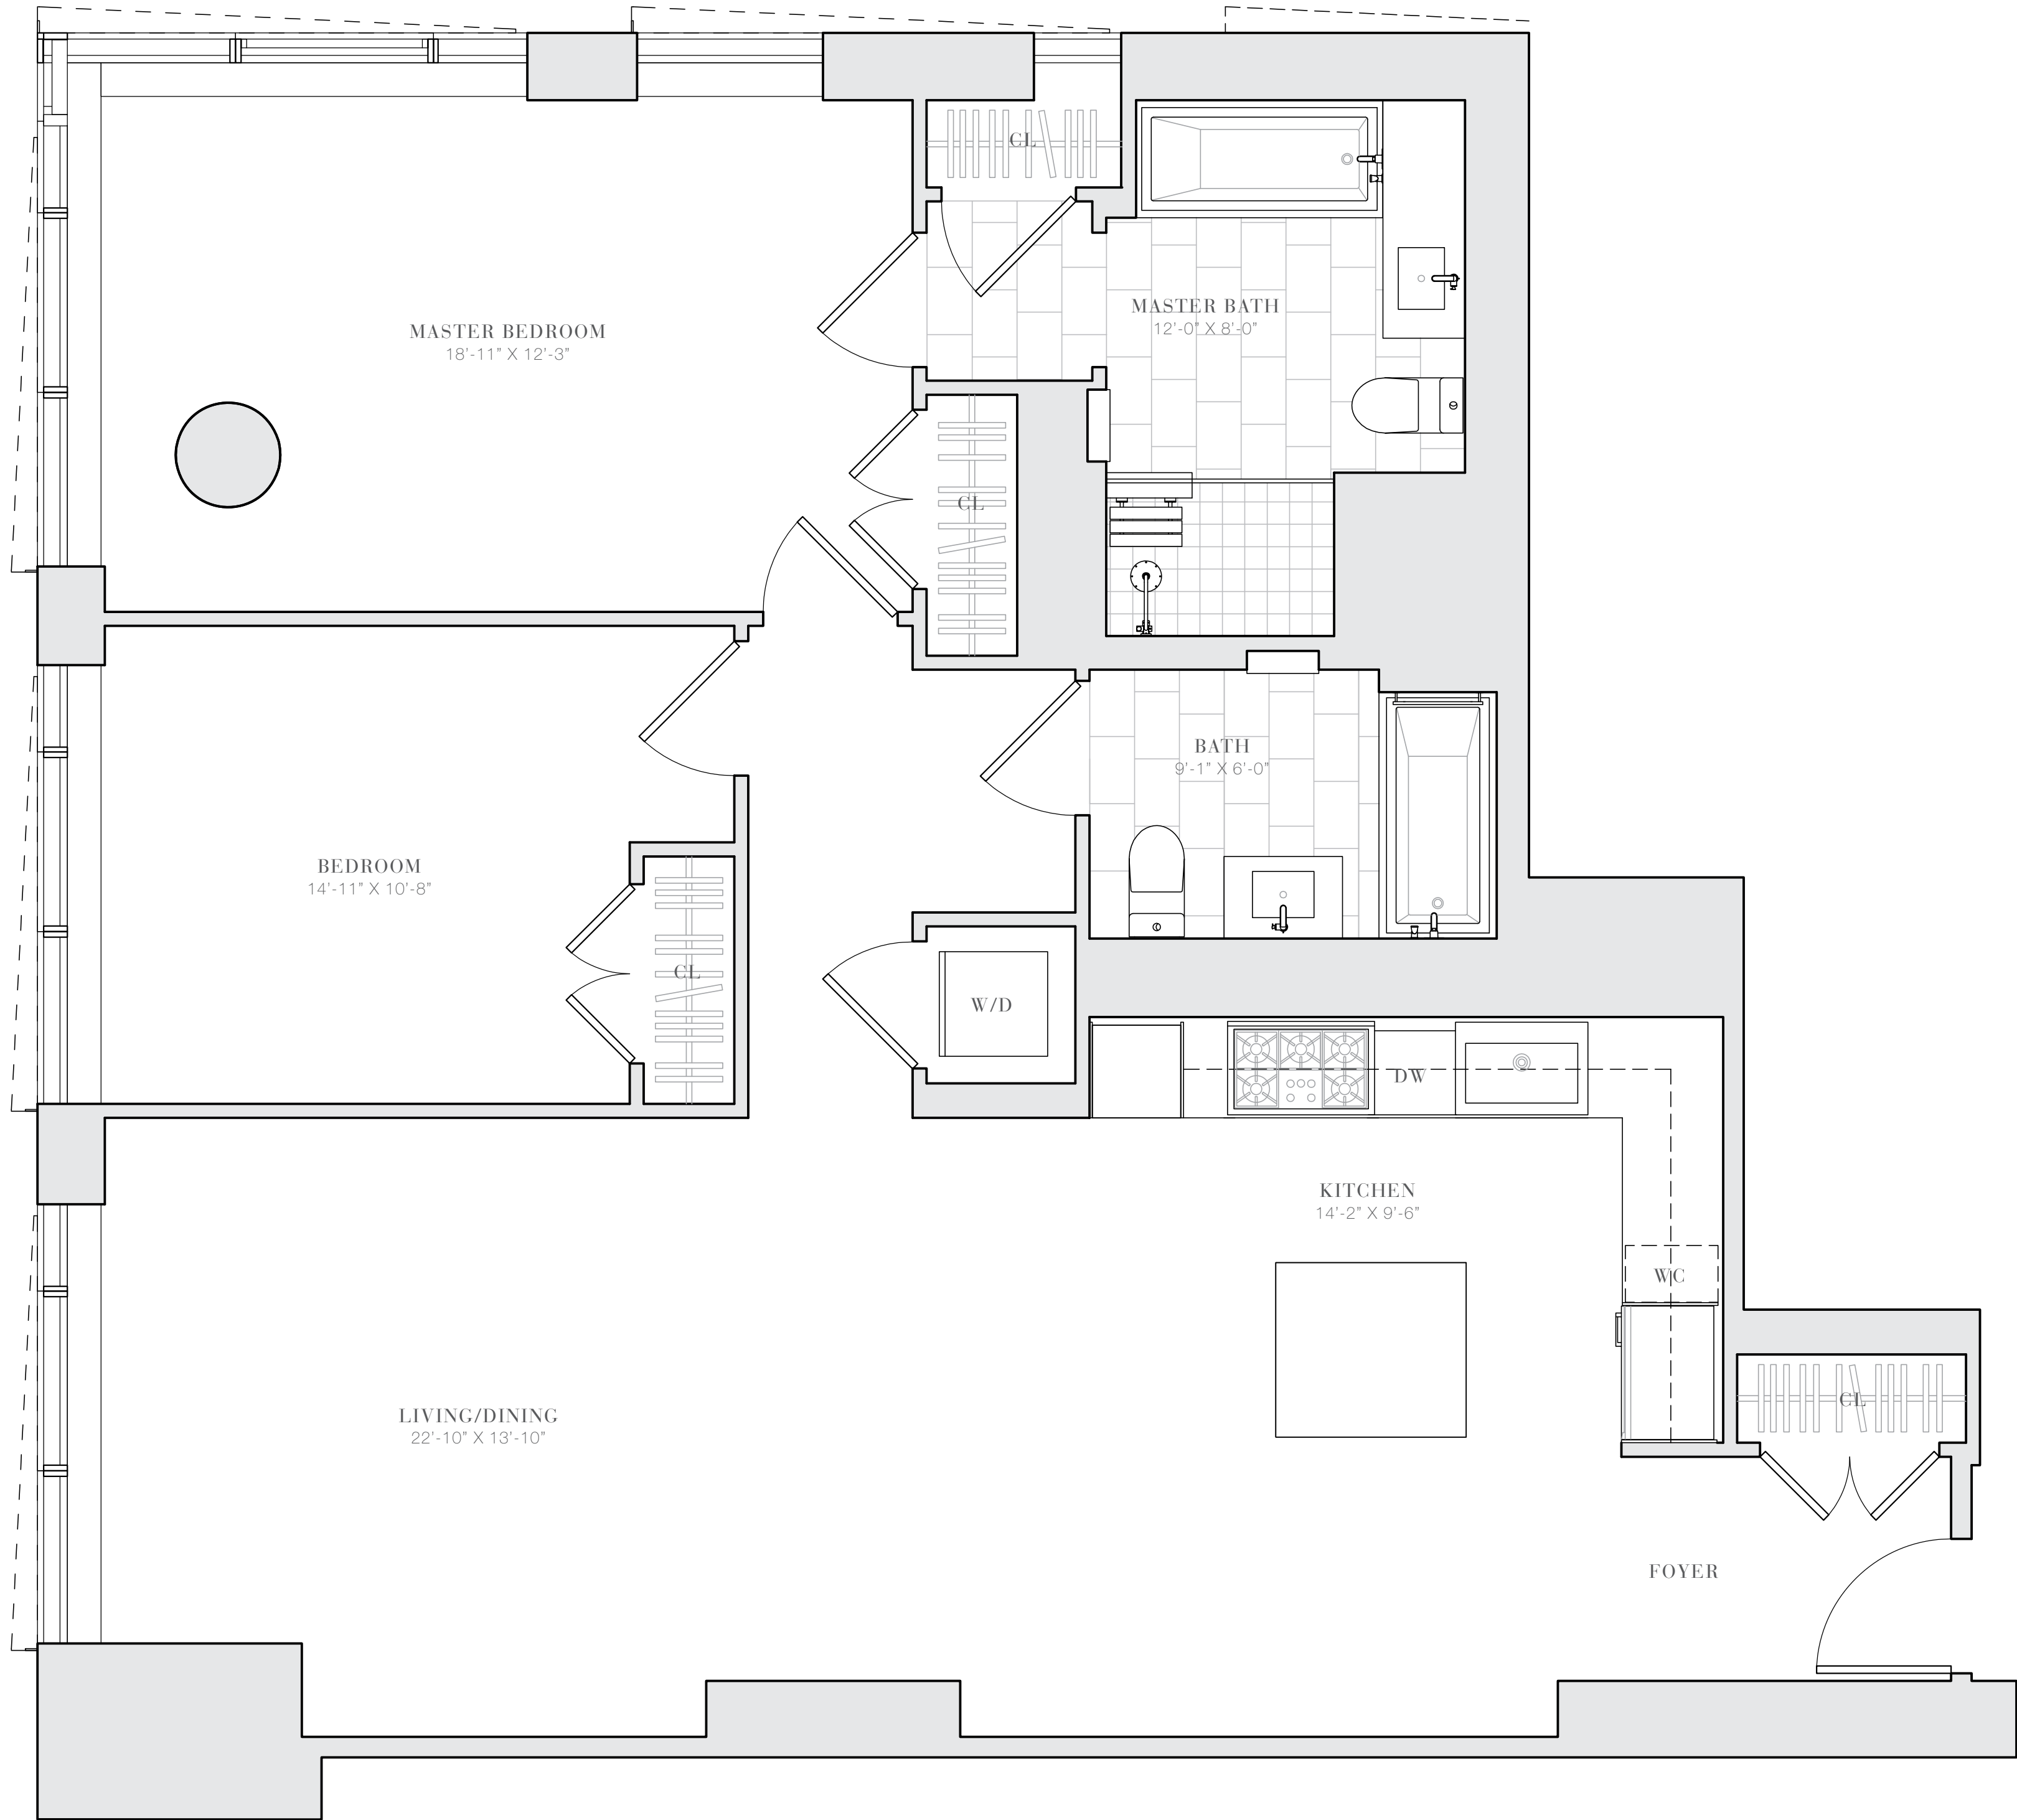 CL
MASTER BATH
12'-0" X 8'-0"
MASTER BEDROOM
18'-11" X 12'-3"
CL
BATH
9'-1" X 6'-0"
BEDROOM
14'-11" X 10'-8"
CL
W/D
DW
KITCHEN
14'-2" X 9'-6"
WC
CL
LIVING/DINING
22'-10" X 13'-10"
FOYER